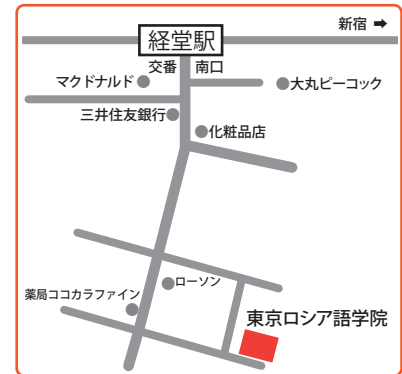 新宿 ➡
経堂駅
交番 南口
マクドナルド
大丸ピーコック
三井住友銀行
化粧品店
ローソン
薬局ココカラファイン
東京ロシア語学院